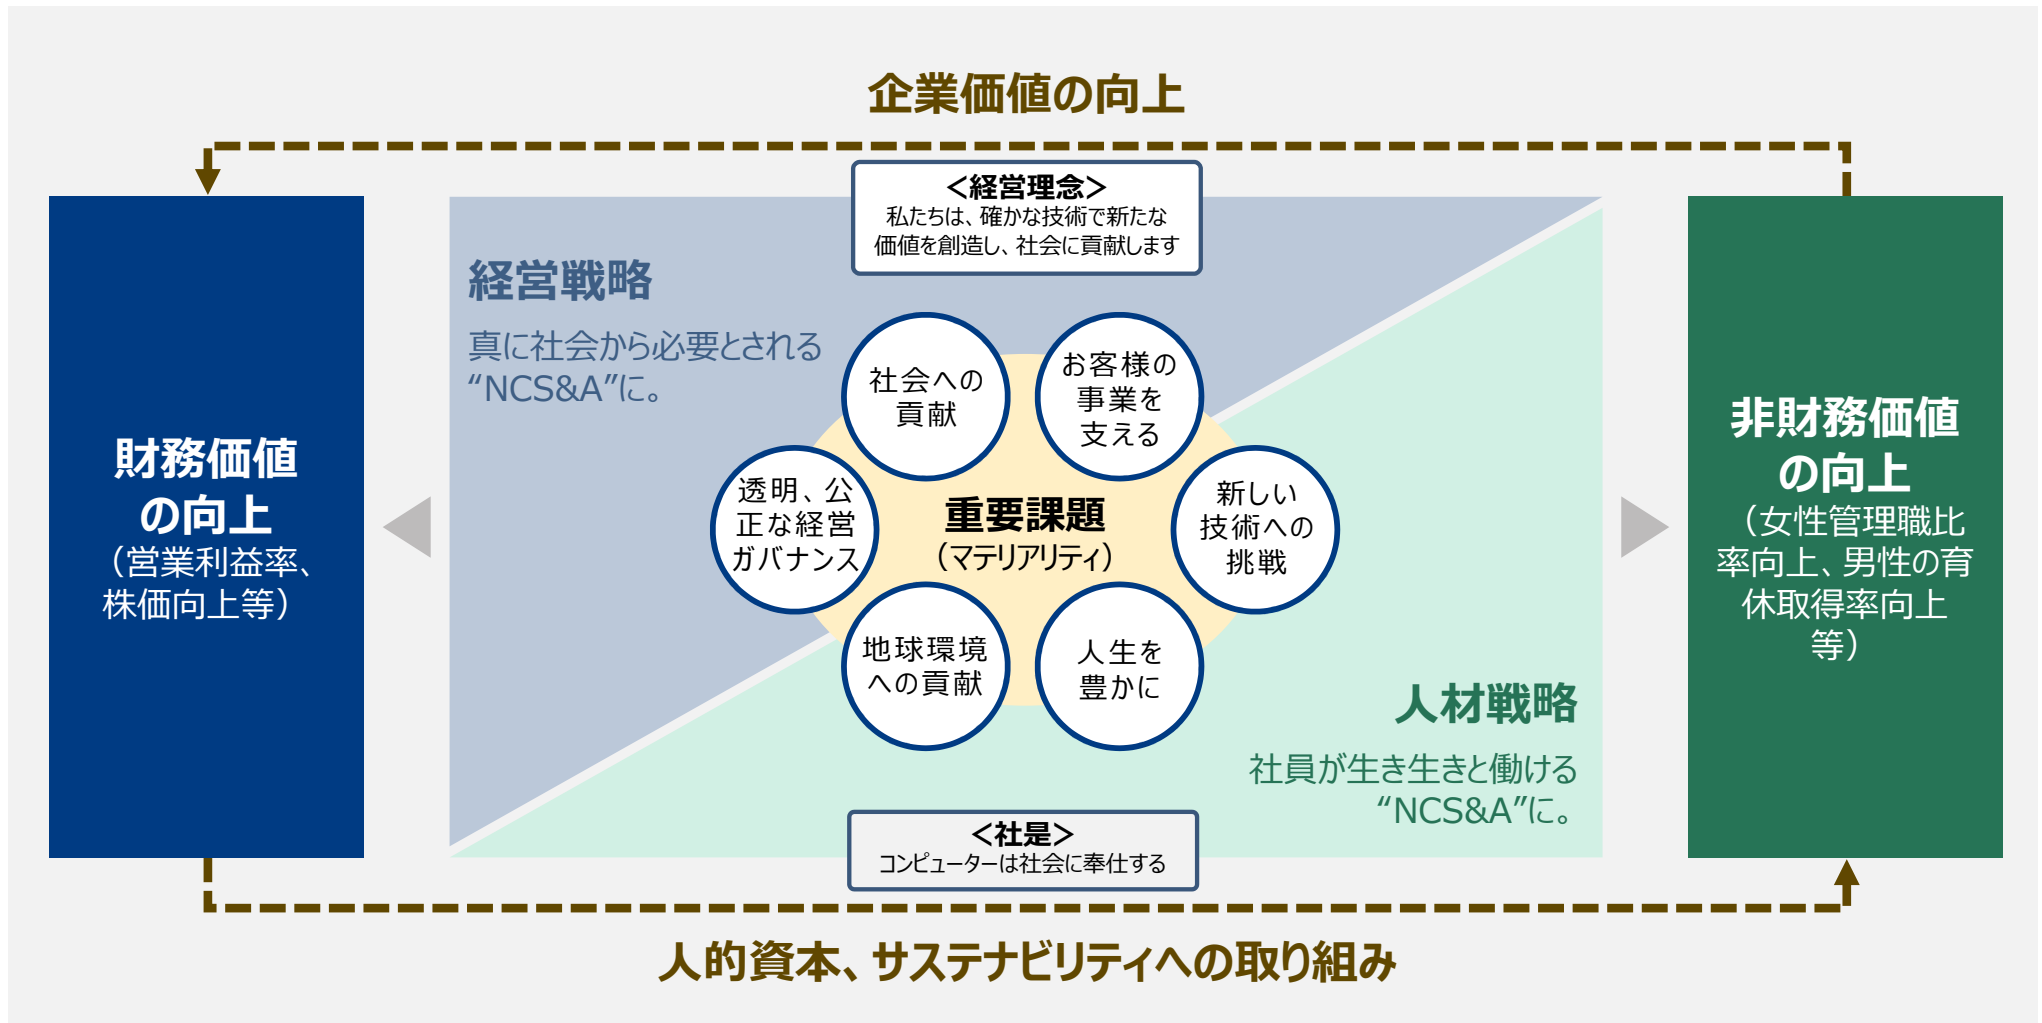 企業価値の向上
＜経営理念＞
私たちは、確かな技術で新たな
価値を創造し、社会に貢献します
経営戦略
真に社会から必要とされる
“NCS&A”に。
財務価値
の向上
（営業利益率、
株価向上等）
社会への
貢献
お客様の
事業を
支える
透明、公
正な経営
ガバナンス
重要課題
（マテリアリティ）
新しい
技術への
挑戦
地球環境
への貢献
人生を
豊かに
人材戦略
社員が生き生きと働ける
“NCS&A”に。
非財務価値
の向上
（女性管理職比
率向上、男性の育
休取得率向上
等）
＜社是＞
コンピューターは社会に奉仕する
人的資本、サステナビリティへの取り組み